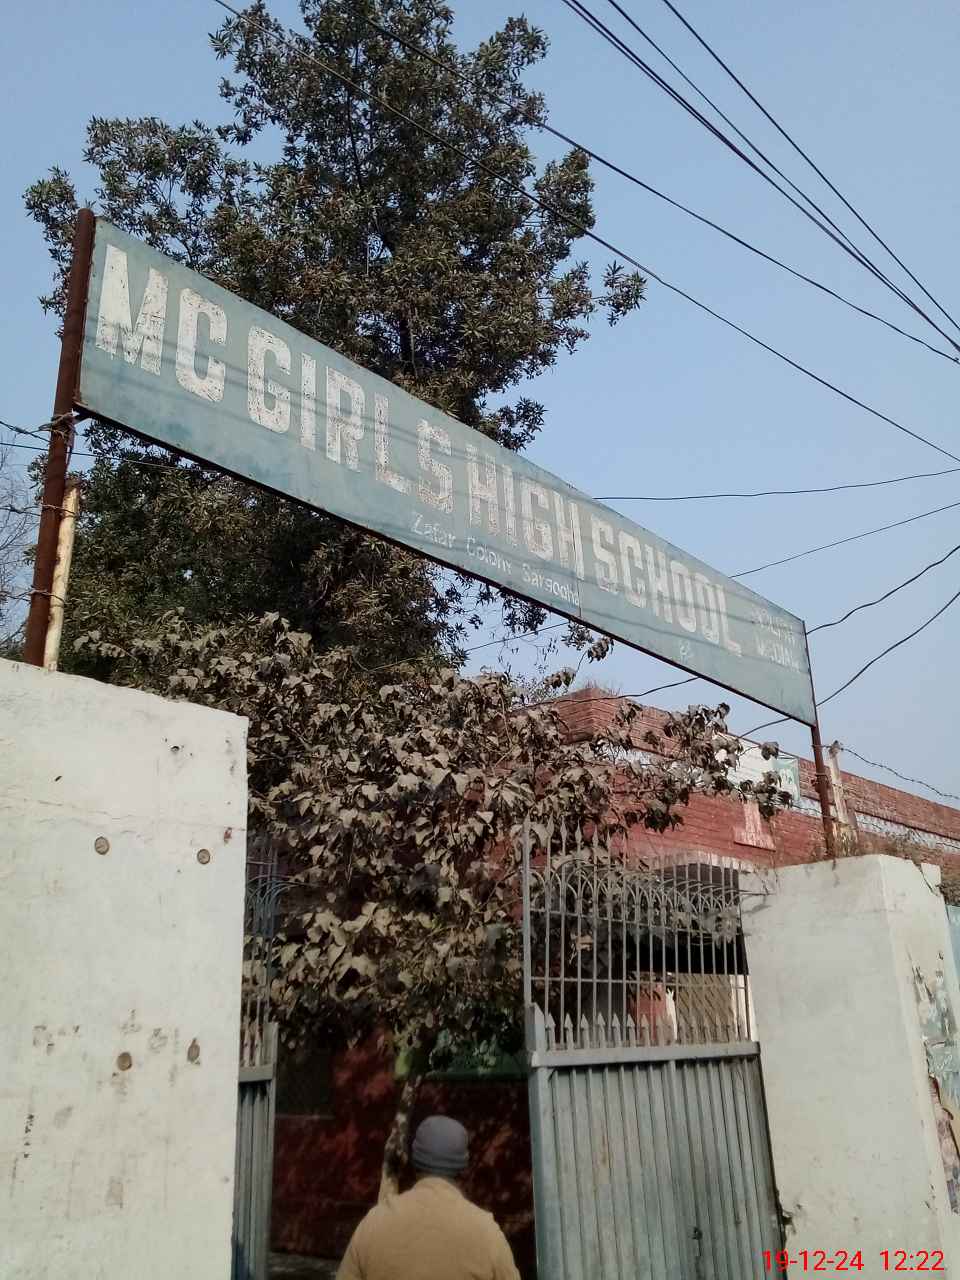 MC GIRLS HIGH SCHOOL
Zafar Colony Sargodha
19-12-24 12:22